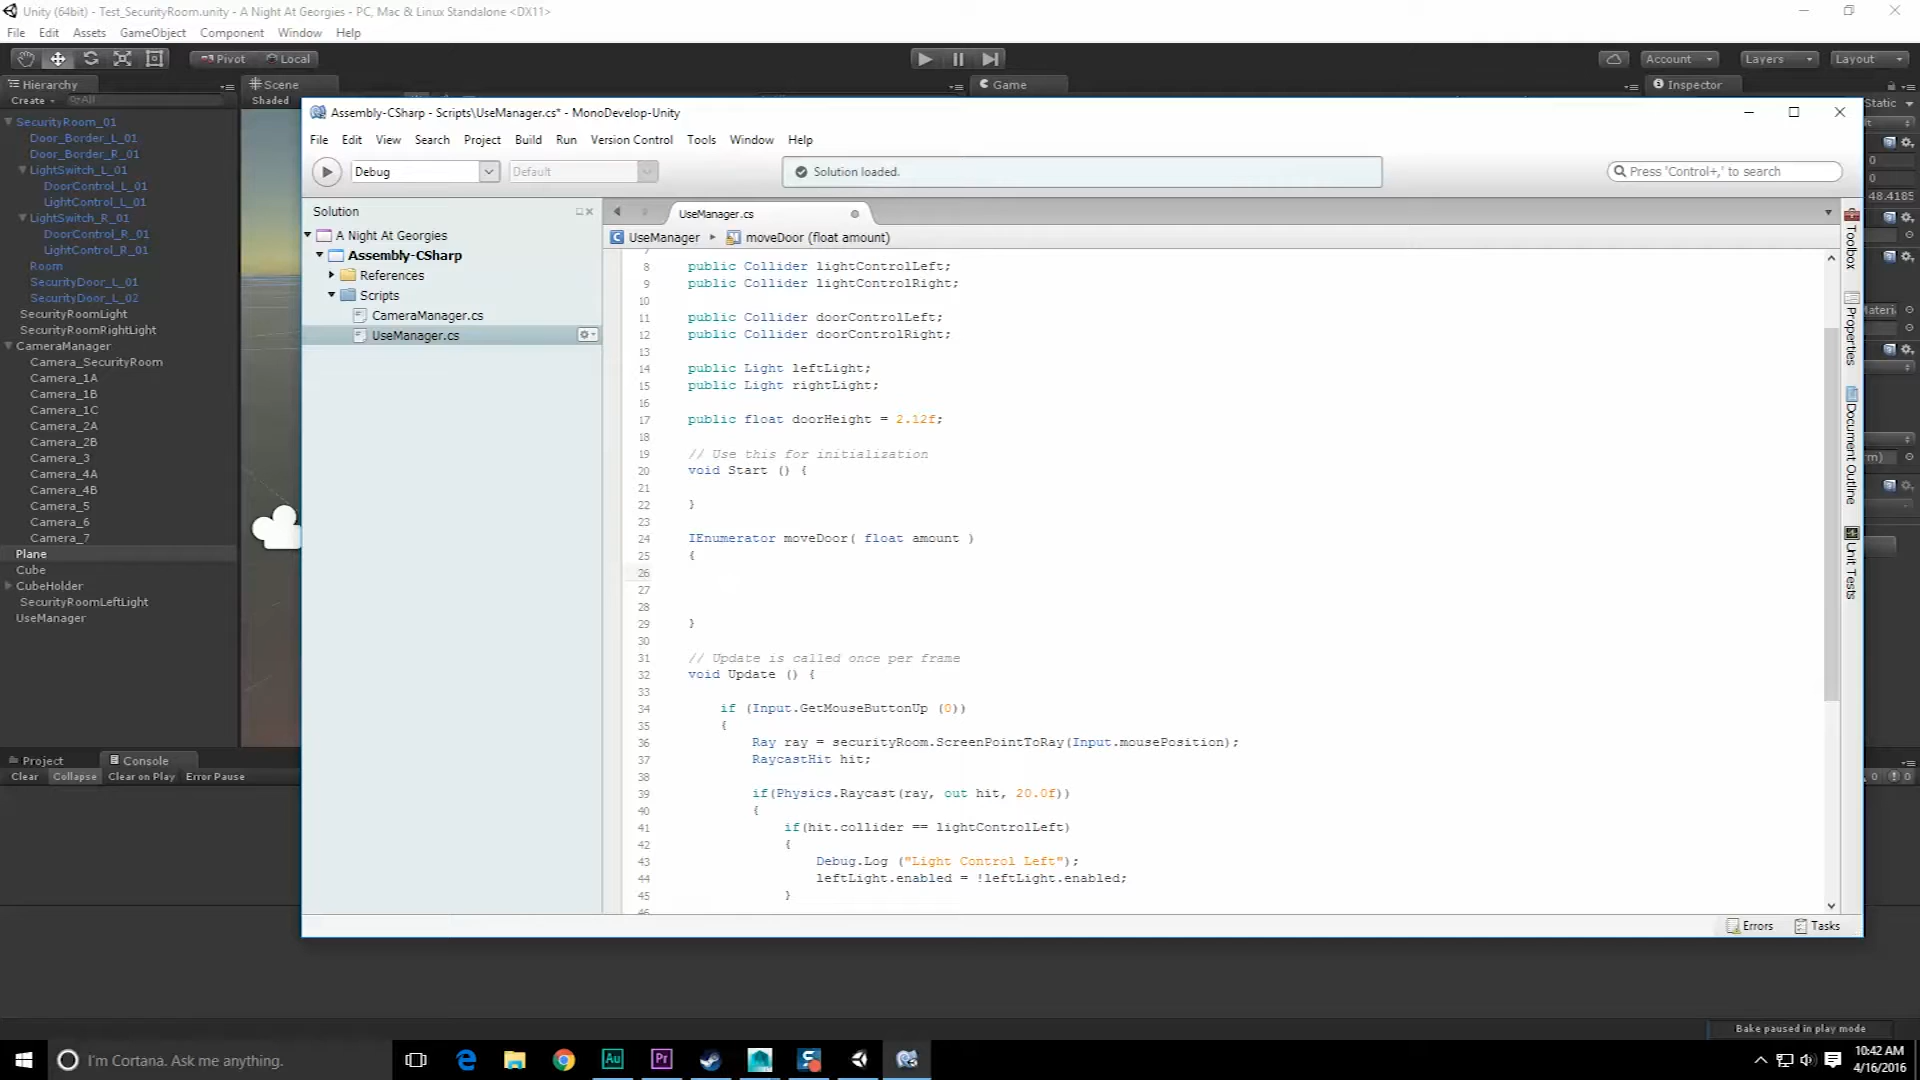 Unity (64bit) - Test_SecurityRoom.unity - A Night At Georgies - PC, Mac & Linux Standalone <DX11>
File Edit Assets GameObject Component Window Help
Pivot Local Account Layers Layout
Hierarchy Scene Game Inspector
Create All Shaded Static
SecurityRoom_01
Door_Border_L_01
Door_Border_R_01
LightSwitch_L_01
DoorControl_L_01
LightControl_L_01
LightSwitch_R_01
DoorControl_R_01
LightControl_R_01
Room
SecurityDoor_L_01
SecurityDoor_L_02
SecurityRoomLight
SecurityRoomRightLight
CameraManager
Camera_SecurityRoom
Camera_1A
Camera_1B
Camera_1C
Camera_2A
Camera_2B
Camera_3
Camera_4A
Camera_4B
Camera_5
Camera_6
Camera_7
Plane
Cube
CubeHolder
SecurityRoomLeftLight
UseManager
Project Console
Clear Collapse Clear on Play Error Pause
Assembly-CSharp - Scripts\UseManager.cs* - MonoDevelop-Unity
File Edit View Search Project Build Run Version Control Tools Window Help
Debug Default Solution loaded. Press 'Control+,' to search
Solution
A Night At Georgies
Assembly-CSharp
References
Scripts
CameraManager.cs
UseManager.cs
UseManager.cs
UseManager moveDoor (float amount)
8 public Collider lightControlLeft;
9 public Collider lightControlRight;
10
11 public Collider doorControlLeft;
12 public Collider doorControlRight;
13
14 public Light leftLight;
15 public Light rightLight;
16
17 public float doorHeight = 2.12f;
18
19 // Use this for initialization
20 void Start () {
21
22 }
23
24 IEnumerator moveDoor( float amount )
25 {
26
27
28
29 }
30
31 // Update is called once per frame
32 void Update () {
33
34 if (Input.GetMouseButtonUp (0))
35 {
36 Ray ray = securityRoom.ScreenPointToRay(Input.mousePosition);
37 RaycastHit hit;
38
39 if(Physics.Raycast(ray, out hit, 20.0f))
40 {
41 if(hit.collider == lightControlLeft)
42 {
43 Debug.Log ("Light Control Left");
44 leftLight.enabled = !leftLight.enabled;
45 }
46
Toolbox
Properties
Document Outline
Unit Tests
Errors Tasks
0
0
48.4185
0 0
Bake paused in play mode
I'm Cortana. Ask me anything.
Au Pr
10:42 AM
4/16/2016